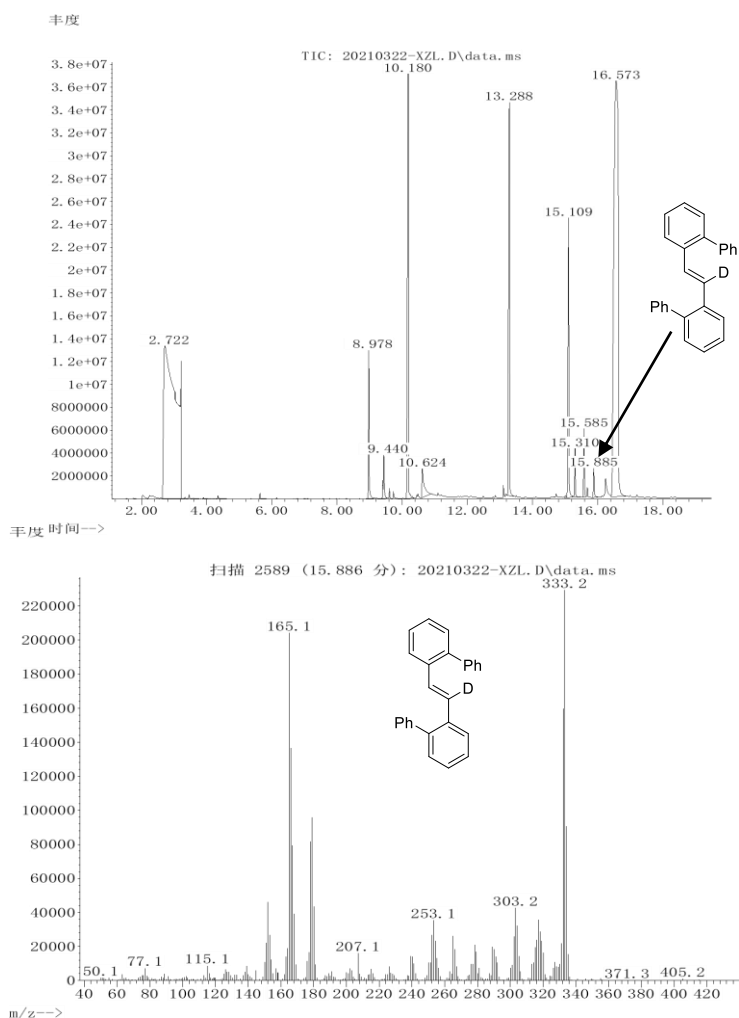 丰度
TIC: 20210322-XZL.D\data.ms
3.8e+07
3.6e+07
3.4e+07
3.2e+07
3e+07
2.8e+07
2.6e+07
2.4e+07
2.2e+07
2e+07
1.8e+07
1.6e+07
1.4e+07
1.2e+07
1e+07
8000000
6000000
4000000
2000000
2.722
8.978
9.440
10.180
10.624
13.288
15.109
15.310
15.585
15.885
16.573
Ph
D
Ph
2.00 4.00 6.00 8.00 10.00 12.00 14.00 16.00 18.00
时间-->
丰度
扫描 2589 (15.886 分): 20210322-XZL.D\data.ms
220000
200000
180000
160000
140000
120000
100000
80000
60000
40000
20000
0
50.1
77.1
115.1
165.1
207.1
253.1
303.2
333.2
371.3
405.2
Ph
D
Ph
40 60 80 100 120 140 160 180 200 220 240 260 280 300 320 340 360 380 400 420
m/z-->